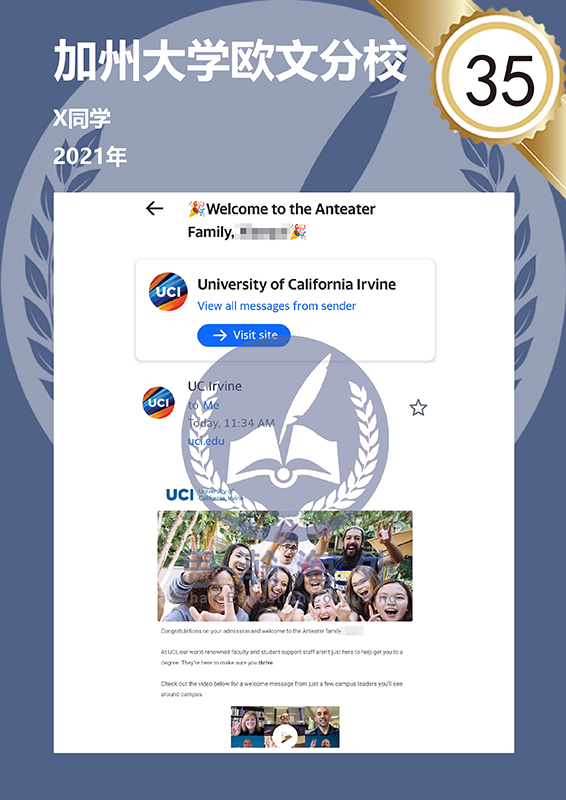 加州大学欧文分校
35
X同学
2021年
🎉Welcome to the Anteater
Family, 🎉
UCI
University of California Irvine
View all messages from sender
→ Visit site
UCI
UC Irvine
to Me
Today, 11:34 AM
uci.edu
UCI University of
California, Irvine
Congratulations on your admission and welcome to the Anteater family
At UCI, our world renowned faculty and student support staff aren't just here to help get you to a
degree. They're here to make sure you thrive.
Check out the video below for a welcome message from just a few campus leaders you'll see
around campus.